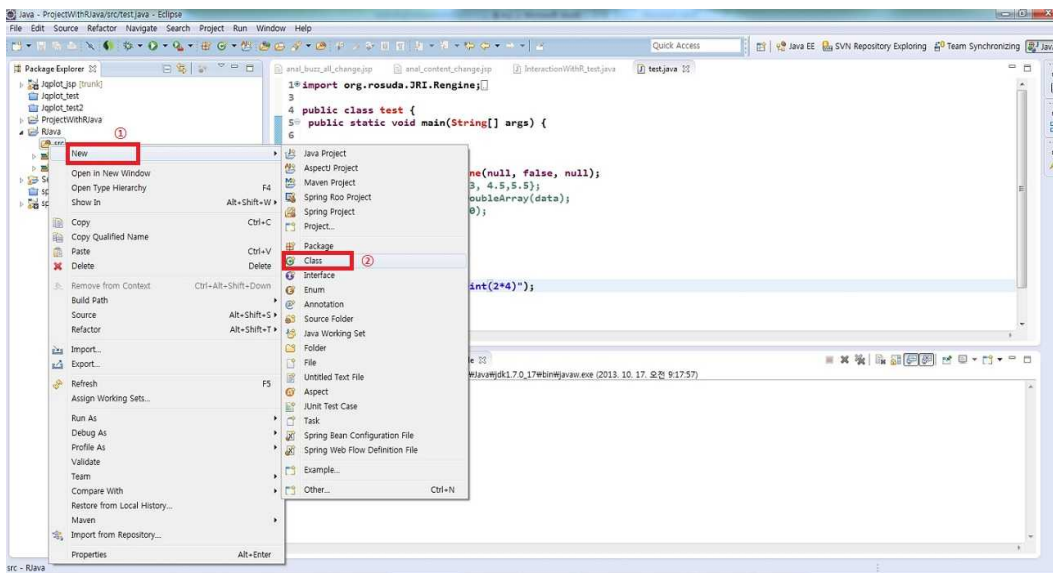 Java - ProjectWithRJava/src/test.java - Eclipse
File Edit Source Refactor Navigate Search Project Run Window Help
Quick Access
Java EE
SVN Repository Exploring
Team Synchronizing
Package Explorer
anal_buzz_all_change.jsp
anal_content_change.jsp
InteractionWithR_test.java
test.java
Jqplot_jsp [trunk]
Jqplot_test
Jqplot_test2
ProjectWithRJava
RJava
src
1 import org.rosuda.JRI.Rengine;
3
4 public class test {
5 public static void main(String[] args) {
6
ne(null, false, null);
3, 4.5,5.5};
oubleArray(data);
0);
int(2*4)");
①
New
Open in New Window
Open Type Hierarchy F4
Show In Alt+Shift+W
Copy Ctrl+C
Copy Qualified Name
Paste Ctrl+V
Delete Delete
Remove from Context Ctrl+Alt+Shift+Down
Build Path
Source Alt+Shift+S
Refactor Alt+Shift+T
Import...
Export...
Refresh F5
Assign Working Sets...
Run As
Debug As
Profile As
Validate
Team
Compare With
Restore from Local History...
Maven
Import from Repository...
Properties Alt+Enter
Java Project
AspectJ Project
Maven Project
Spring Roo Project
Spring Project
Project...
Package
Class ②
Interface
Enum
Annotation
Source Folder
Java Working Set
Folder
File
Untitled Text File
Aspect
JUnit Test Case
Task
Spring Bean Configuration File
Spring Web Flow Definition File
Example...
Other... Ctrl+N
₩Java₩jdk1.7.0_17₩bin₩javaw.exe (2013. 10. 17. 오전 9:17:57)
src - RJava